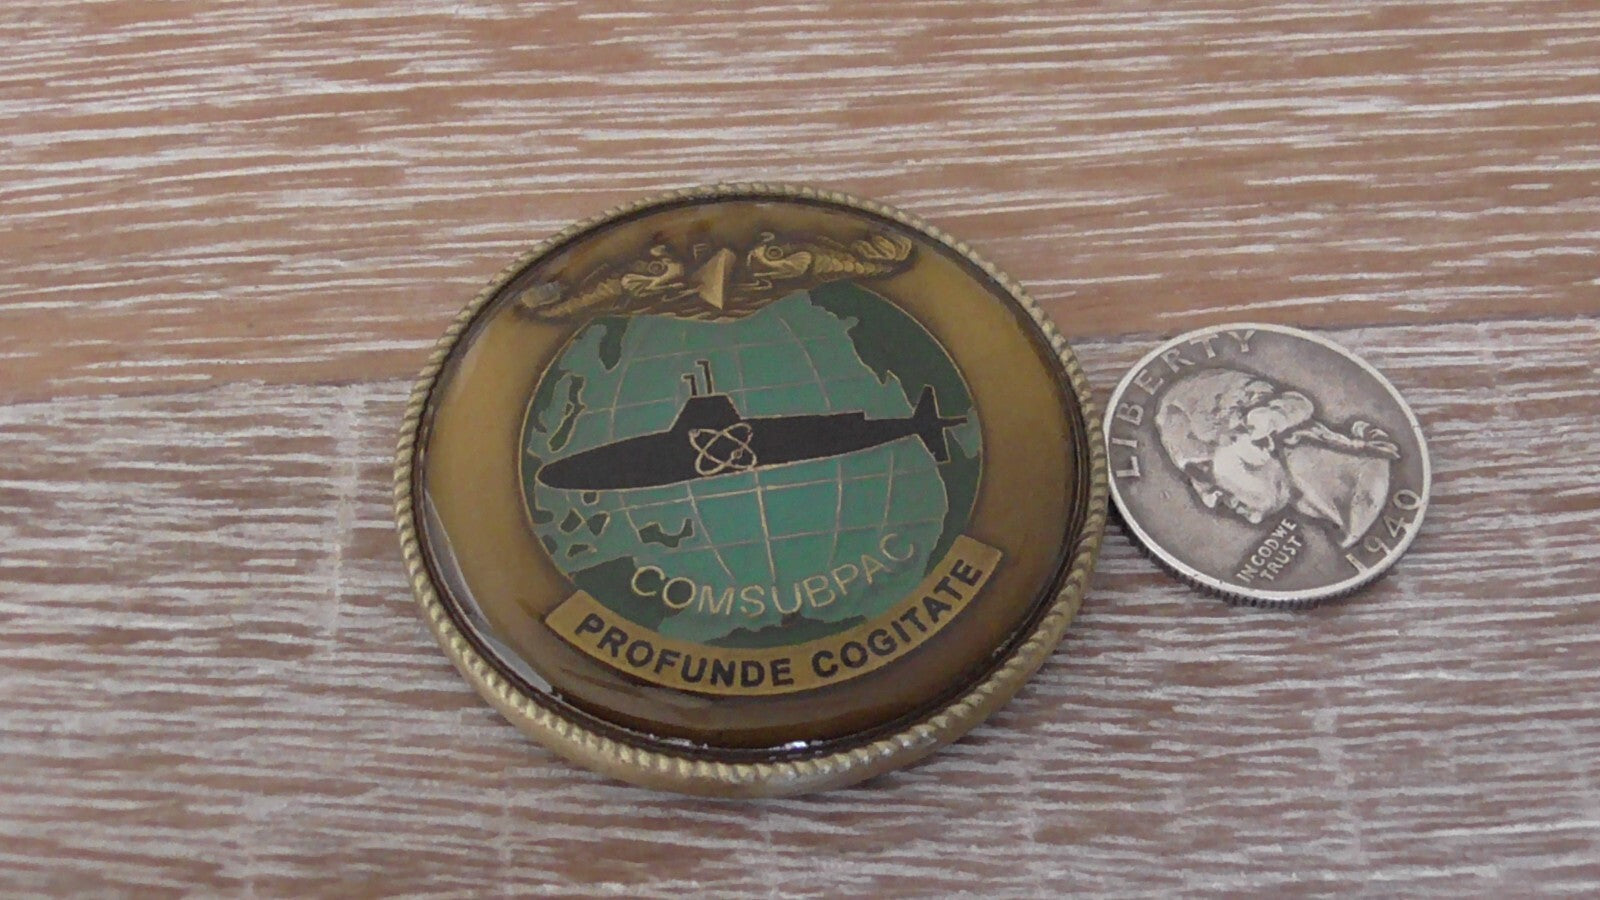 COMSUBPAC
PROFUNDE COGITATE
LIBERTY
IN GOD WE
TRUST
1940